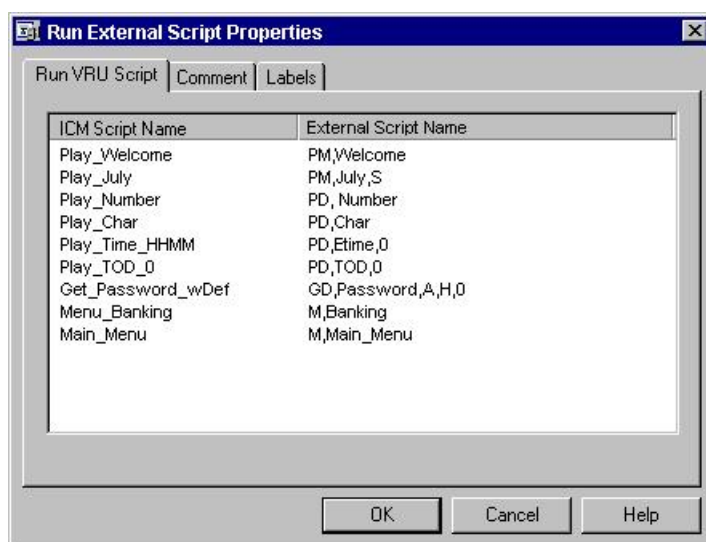 Run External Script Properties
Run VRU Script Comment Labels
ICM Script Name External Script Name
Play_Welcome PM,Welcome
Play_July PM,July,S
Play_Number PD, Number
Play_Char PD,Char
Play_Time_HHMM PD,Etime,0
Play_TOD_0 PD,TOD,0
Get_Password_wDef GD,Password,A,H,0
Menu_Banking M,Banking
Main_Menu M,Main_Menu
OK Cancel Help